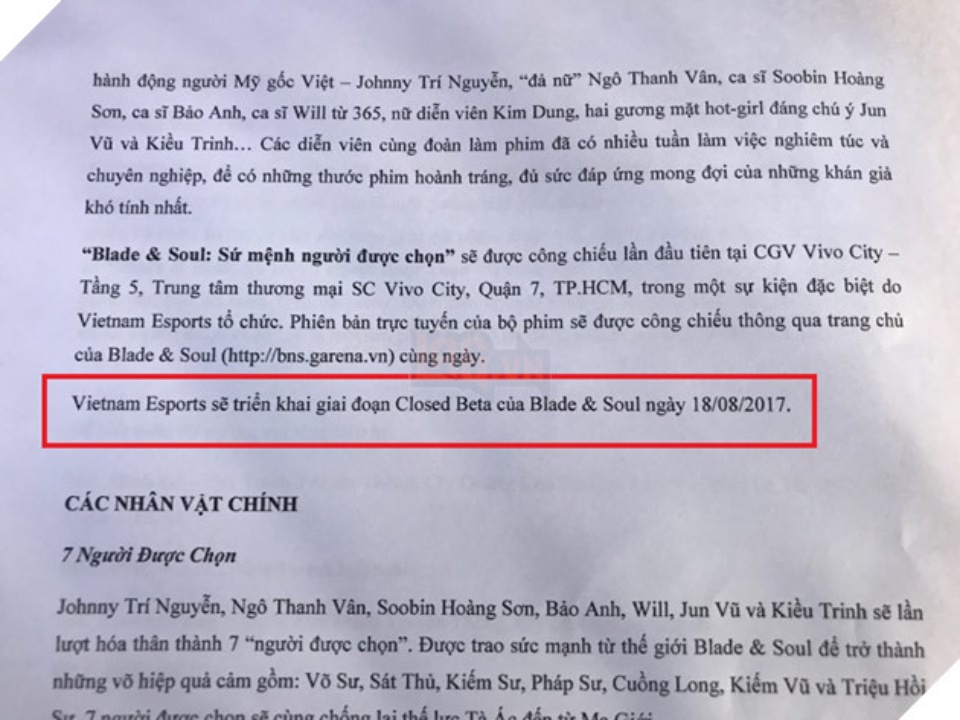 hành động người Mỹ gốc Việt – Johnny Trí Nguyễn, “đả nữ” Ngô Thanh Vân, ca sĩ Soobin Hoàng
Sơn, ca sĩ Bảo Anh, ca sĩ Will từ 365, nữ diễn viên Kim Dung, hai gương mặt hot-girl đáng chú ý Jun
Vũ và Kiều Trinh… Các diễn viên cùng đoàn làm phim đã có nhiều tuần làm việc nghiêm túc và
chuyên nghiệp, để có những thước phim hoành tráng, đủ sức đáp ứng mong đợi của những khán giả
khó tính nhất.
“Blade & Soul: Sứ mệnh người được chọn” sẽ được công chiếu lần đầu tiên tại CGV Vivo City –
Tầng 5, Trung tâm thương mại SC Vivo City, Quận 7, TP.HCM, trong một sự kiện đặc biệt do
Vietnam Esports tổ chức. Phiên bản trực tuyến của bộ phim sẽ được công chiếu thông qua trang chủ
của Blade & Soul (http://bns.garena.vn) cùng ngày.
Vietnam Esports sẽ triển khai giai đoạn Closed Beta của Blade & Soul ngày 18/08/2017.
CÁC NHÂN VẬT CHÍNH
7 Người Được Chọn
Johnny Trí Nguyễn, Ngô Thanh Vân, Soobin Hoàng Sơn, Bảo Anh, Will, Jun Vũ và Kiều Trinh sẽ lần
lượt hóa thân thành 7 “người được chọn”. Được trao sức mạnh từ thế giới Blade & Soul để trở thành
những võ hiệp quả cảm gồm: Võ Sư, Sát Thủ, Kiếm Sư, Pháp Sư, Cuồng Long, Kiếm Vũ và Triệu Hồi
Sư, 7 người được chọn sẽ cùng chống lại thế lực Tà Ác đến từ Ma Giới.